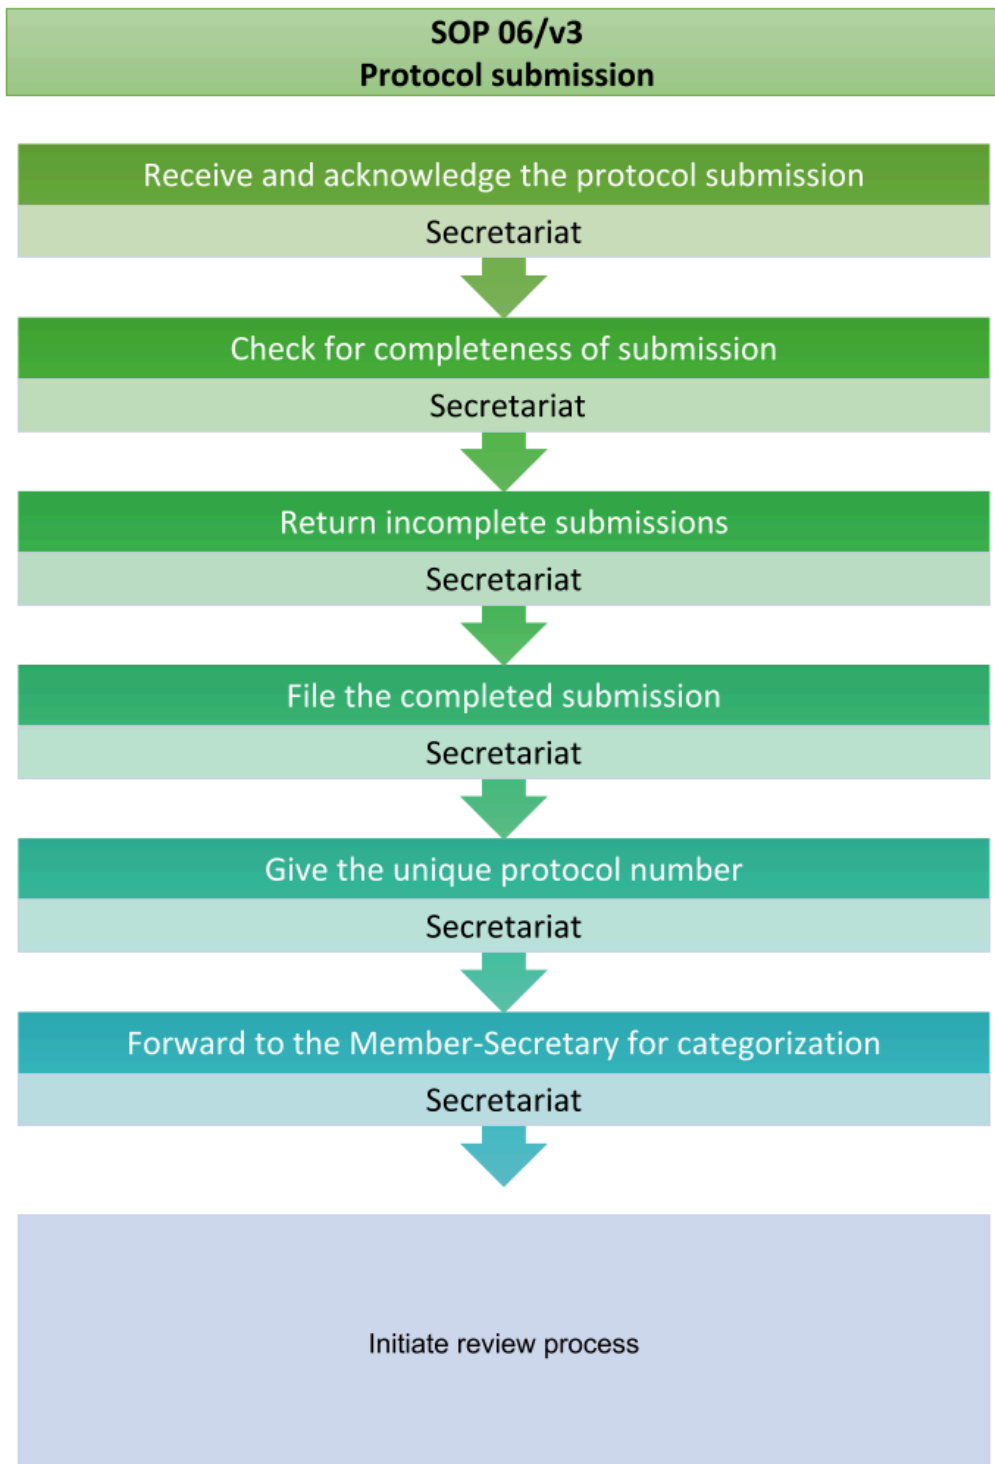 SOP 06/v3
Protocol submission
Receive and acknowledge the protocol submission
Secretariat
Check for completeness of submission
Secretariat
Return incomplete submissions
Secretariat
File the completed submission
Secretariat
Give the unique protocol number
Secretariat
Forward to the Member-Secretary for categorization
Secretariat
Initiate review process